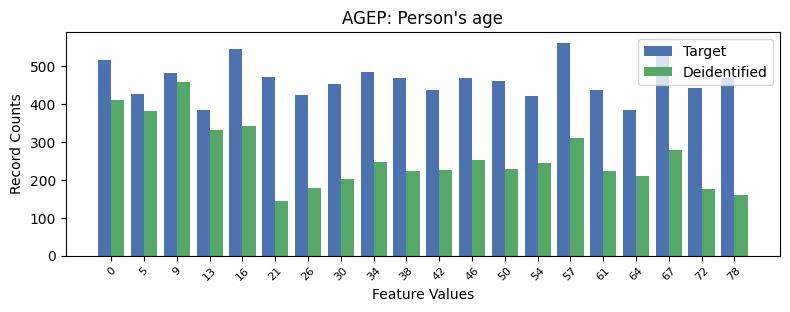 AGEP: Person's age
Target
Deidentified
Record Counts
500
400
300
200
100
0
0 5 9 13 16 21 26 30 34 38 42 46 50 54 57 61 64 67 72 78
Feature Values